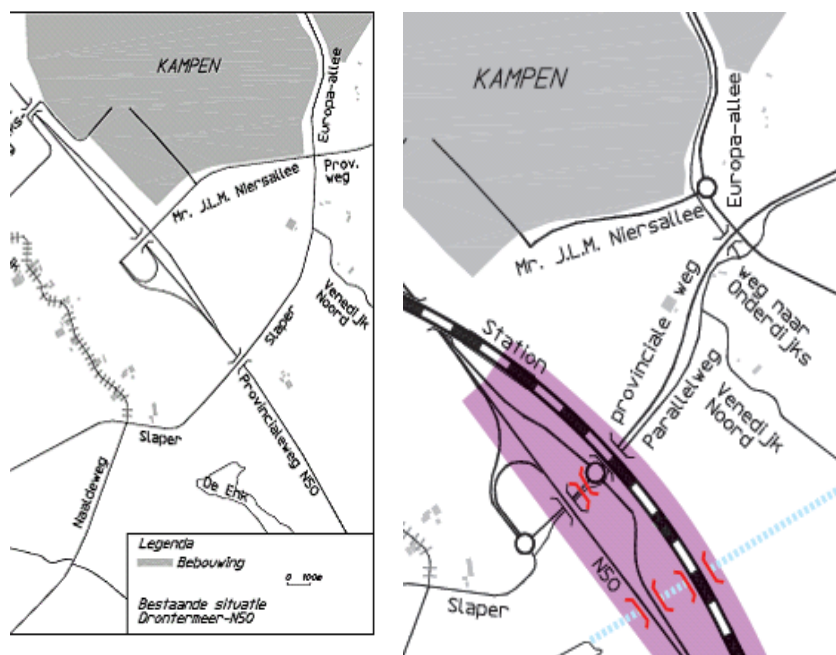 KAMPEN
Europa-allee
Prov.
weg
Mr. J.L.M. Niersallee
Venedijk
Noord
Slaper
Provincialeweg N50
Slaper
Naaldeweg
De Enk
Legenda
Bebouwing
0 100m
Bestaande situatie
Drontermeer-N50
KAMPEN
Europa-allee
Mr. J.L.M. Niersallee
weg naar
Onderdijks
provinciale weg
Station
Parallelweg
Venedijk
Noord
N50
Slaper